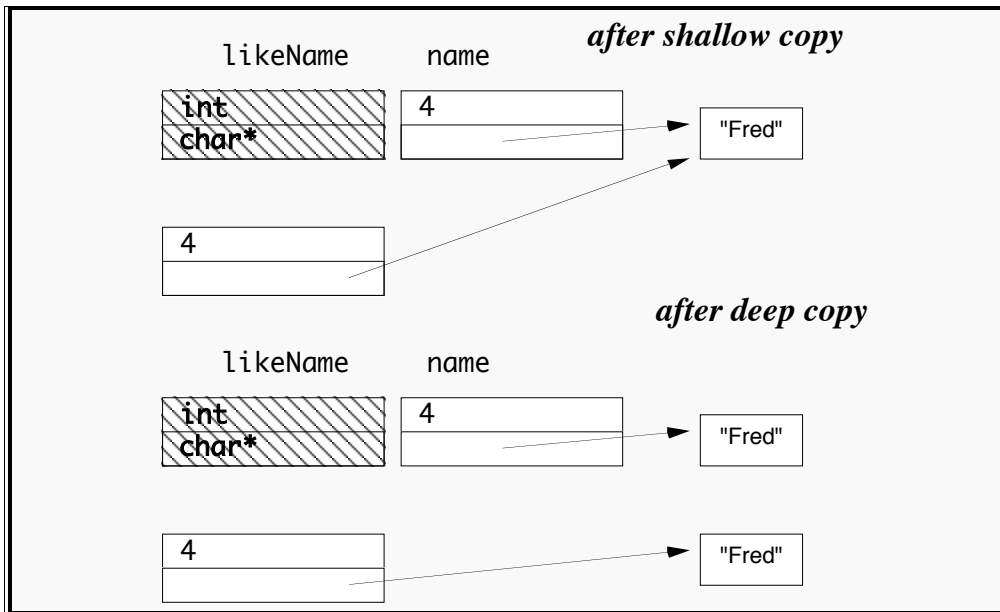 after shallow copy
likeName name
int 4
char* "Fred"
4
after deep copy
likeName name
int 4
char* "Fred"
4 "Fred"